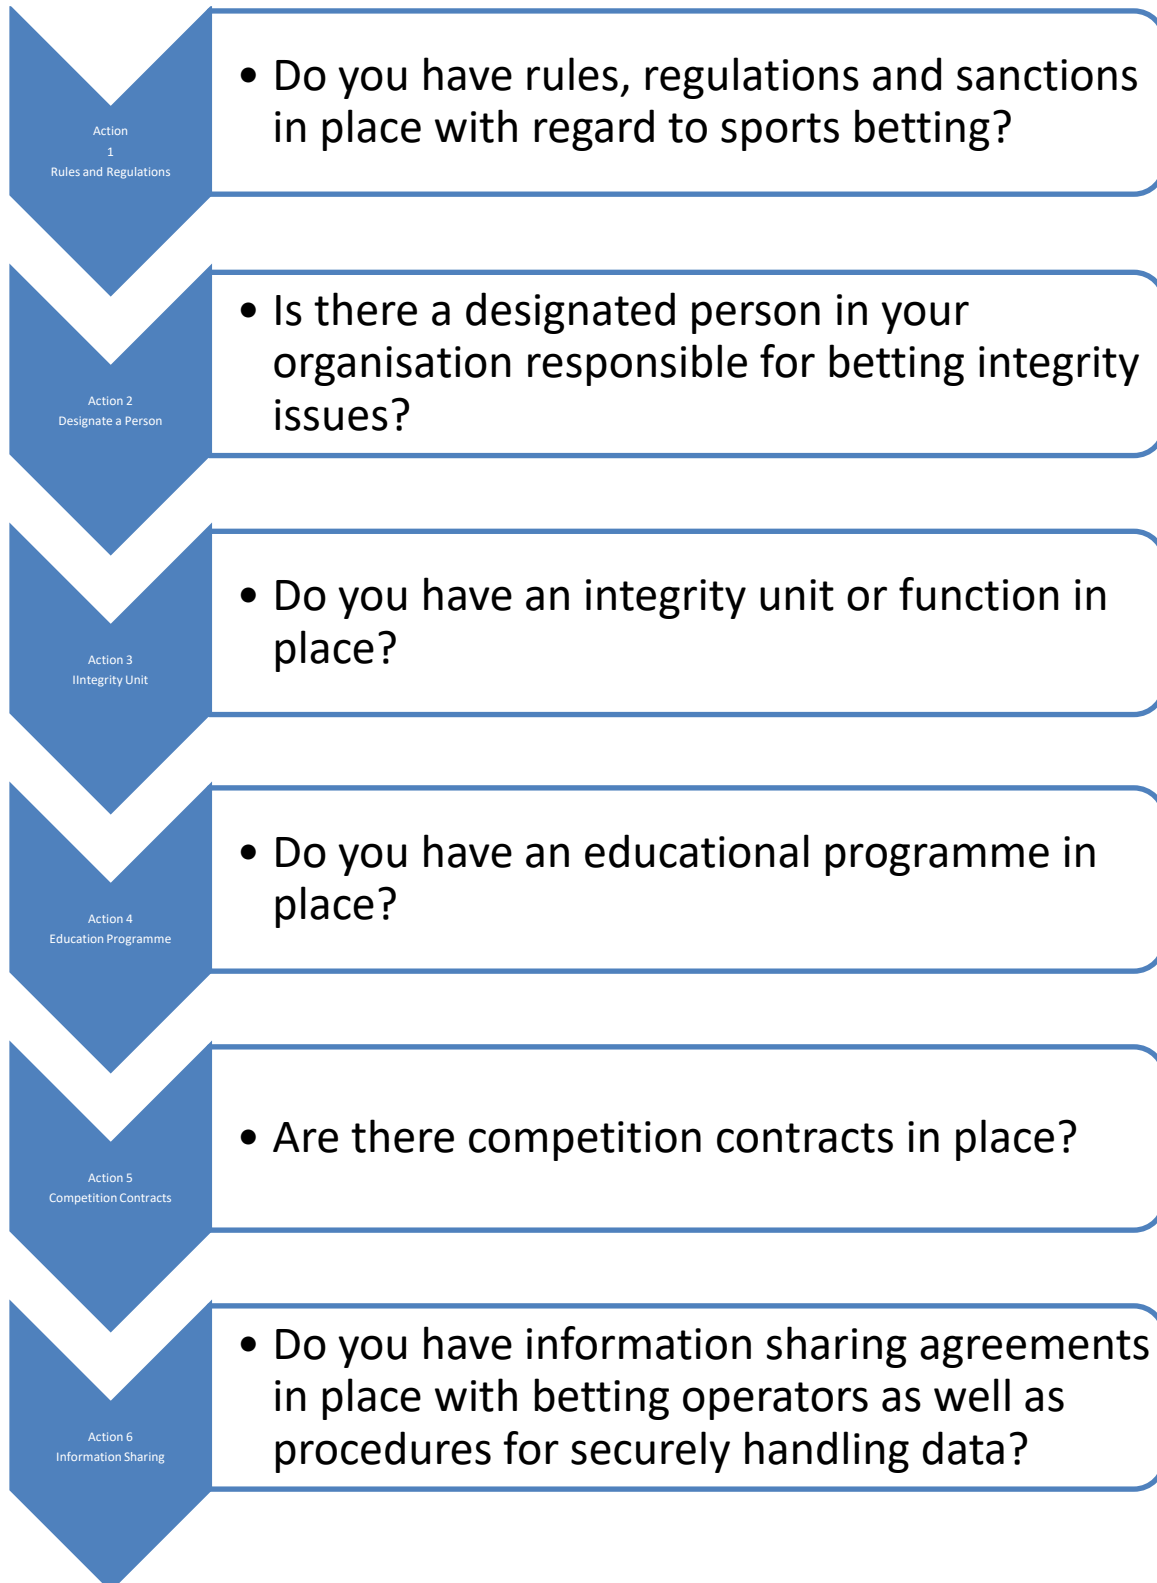 Action
1
Rules and Regulations
• Do you have rules, regulations and sanctions
in place with regard to sports betting?
Action 2
Designate a Person
• Is there a designated person in your
organisation responsible for betting integrity
issues?
Action 3
IIntegrity Unit
• Do you have an integrity unit or function in
place?
Action 4
Education Programme
• Do you have an educational programme in
place?
Action 5
Competition Contracts
• Are there competition contracts in place?
Action 6
Information Sharing
• Do you have information sharing agreements
in place with betting operators as well as
procedures for securely handling data?